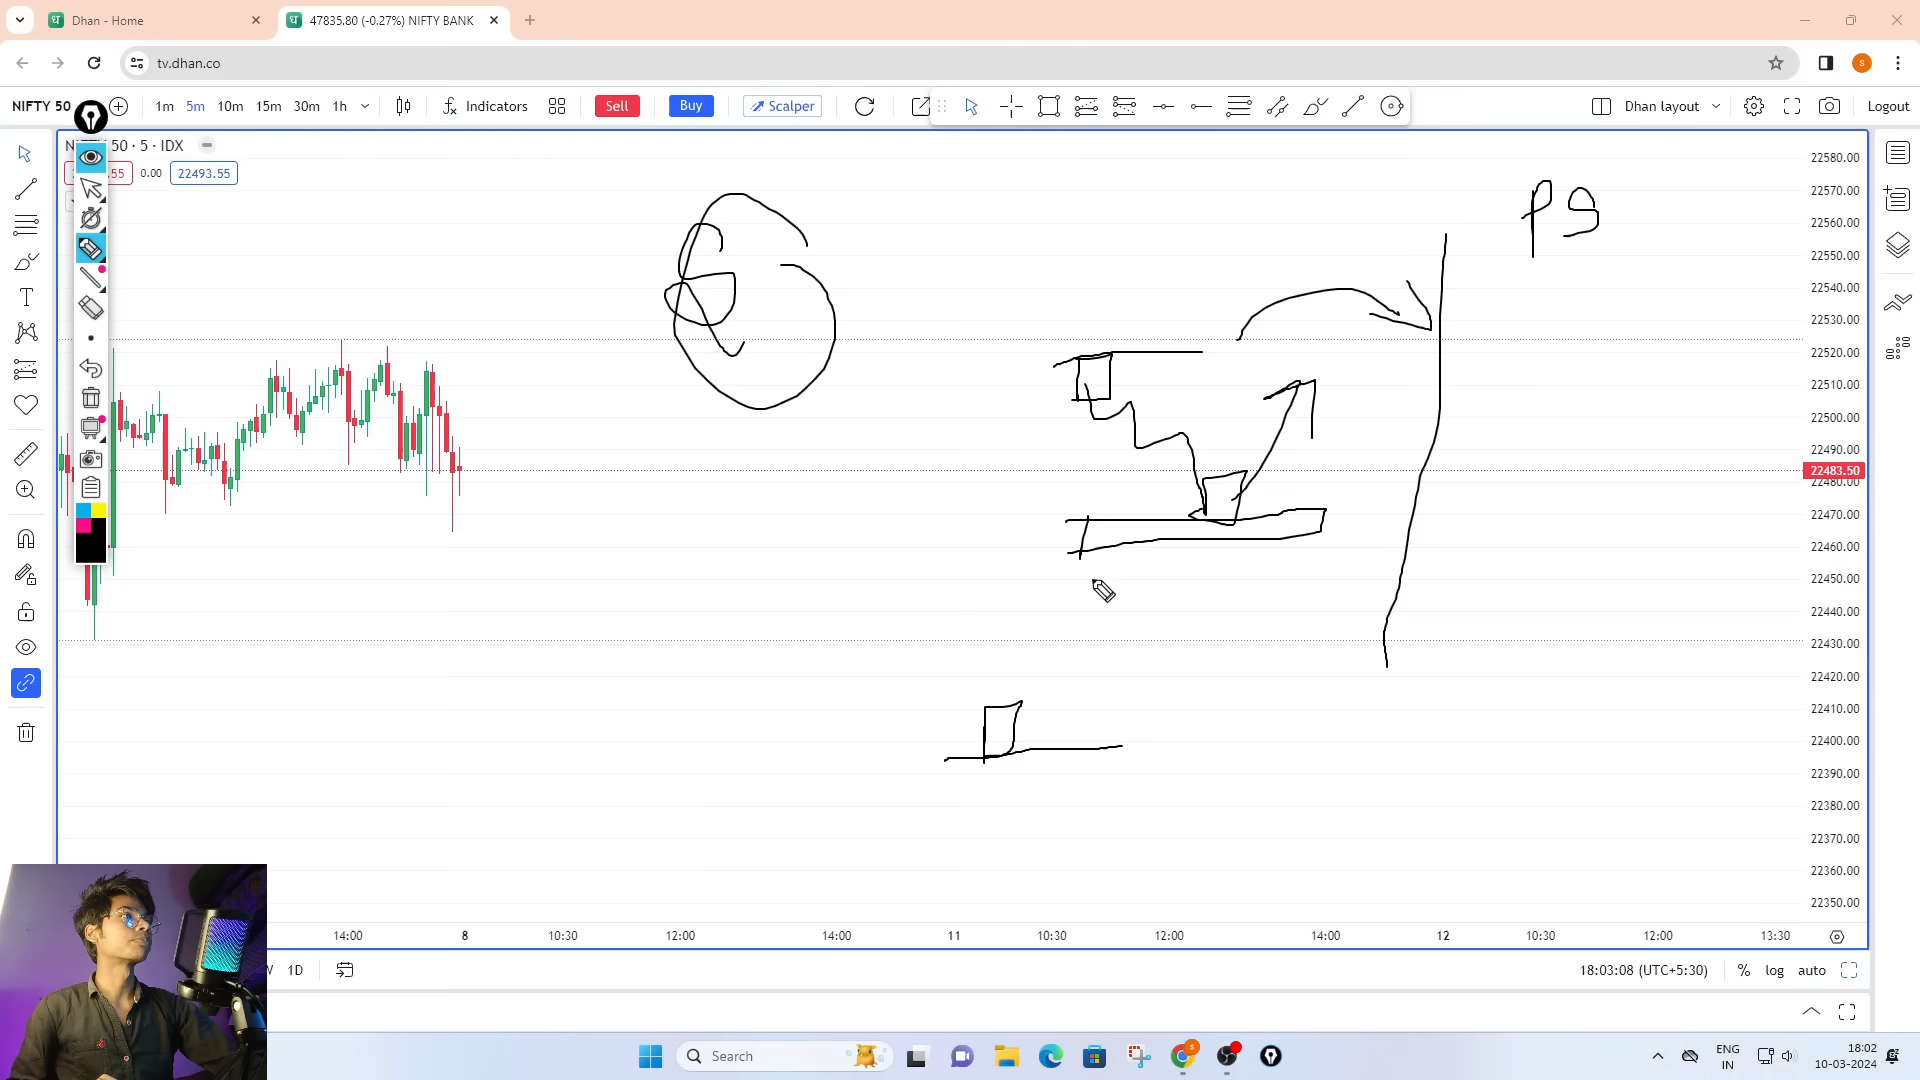 Dhan - Home
47835.80 (-0.27%) NIFTY BANK
tv.dhan.co
NIFTY 50
1m 5m 10m 15m 30m 1h
Indicators
Sell
Buy
Scalper
Dhan layout
Logout
50 · 5 · IDX
.55 0.00 22493.55
PS
22580.00
22570.00
22560.00
22550.00
22540.00
22530.00
22520.00
22510.00
22500.00
22490.00
22483.50
22480.00
22470.00
22460.00
22450.00
22440.00
22430.00
22420.00
22410.00
22400.00
22390.00
22380.00
22370.00
22360.00
22350.00
14:00 8 10:30 12:00 14:00 11 10:30 12:00 14:00 12 10:30 12:00 13:30
1D
18:03:08 (UTC+5:30) % log auto
Search
ENG
IN
18:02
10-03-2024